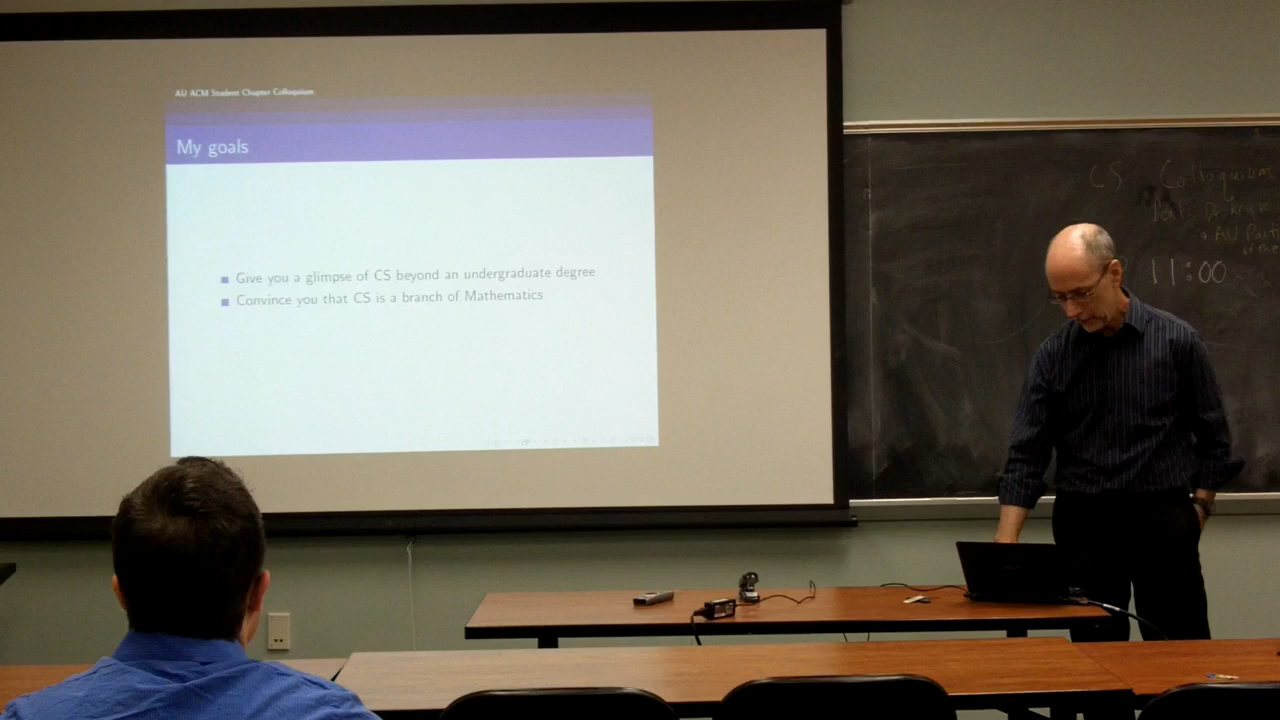 AU ACM Student Chapter Colloquium
My goals
Give you a glimpse of CS beyond an undergraduate degree
Convince you that CS is a branch of Mathematics
CS Colloquium
+ AU
11:00